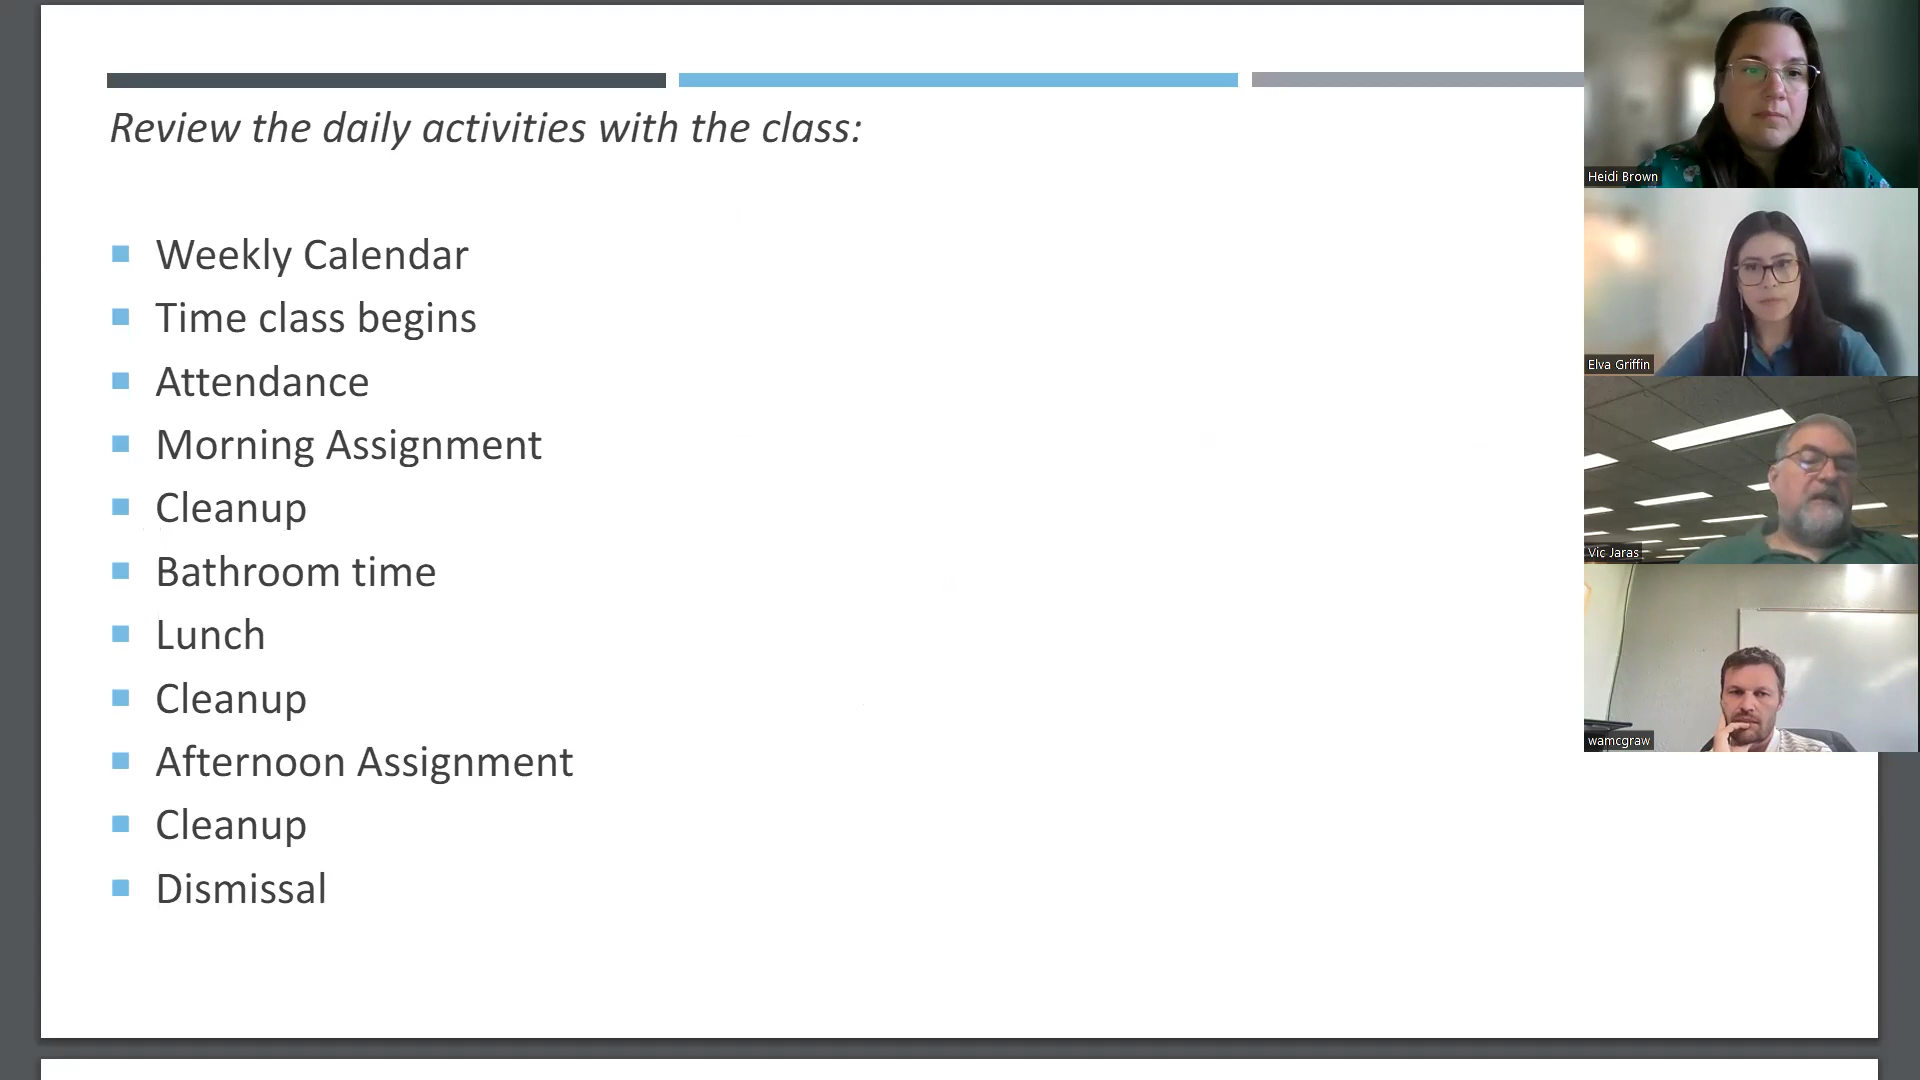 Review the daily activities with the class:
Weekly Calendar
Time class begins
Attendance
Morning Assignment
Cleanup
Bathroom time
Lunch
Cleanup
Afternoon Assignment
Cleanup
Dismissal
Heidi Brown
Elva Griffin
Vic Jaras
wamcgraw